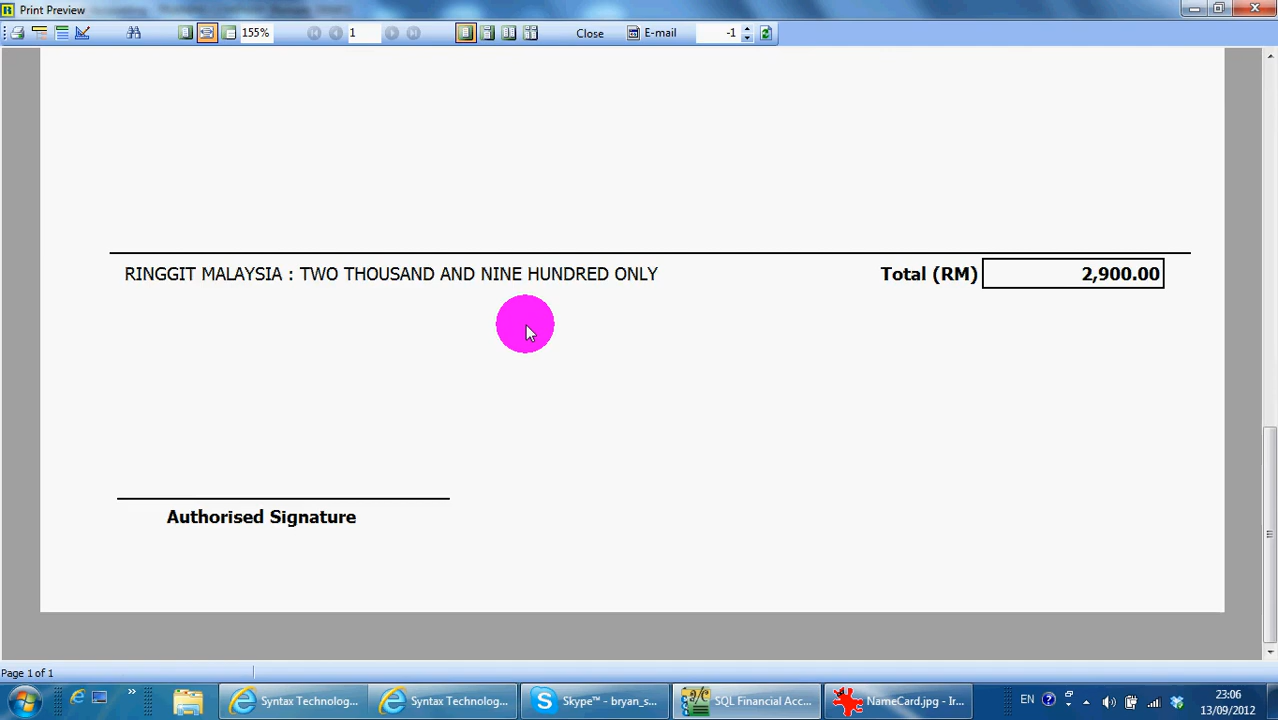 Print Preview
155%
1
Close
E-mail
-1
RINGGIT MALAYSIA : TWO THOUSAND AND NINE HUNDRED ONLY
Total (RM)
2,900.00
Authorised Signature
Page 1 of 1
Syntax Technolog...
Syntax Technolog...
Skype™ - bryan_s...
SQL Financial Acc...
NameCard.jpg - Ir...
EN
23:06
13/09/2012